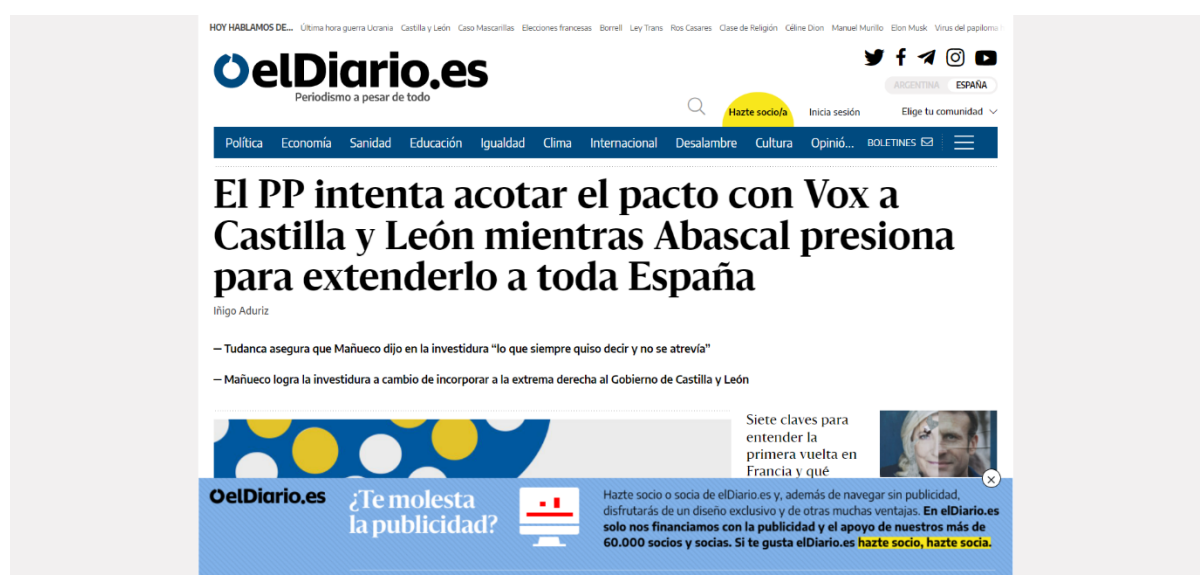 HOY HABLAMOS DE... Última hora guerra Ucrania Castilla y León Caso Mascarillas Elecciones francesas Borrell Ley Trans Ros Casares Clase de Religión Céline Dion Manuel Murillo Elon Musk Virus del papiloma
elDiario.es
Periodismo a pesar de todo
ARGENTINA ESPAÑA
Hazte socio/a Inicia sesión Elige tu comunidad
Política Economía Sanidad Educación Igualdad Clima Internacional Desalambre Cultura Opinió... BOLETINES
El PP intenta acotar el pacto con Vox a
Castilla y León mientras Abascal presiona
para extenderlo a toda España
Iñigo Aduriz
— Tudanca asegura que Mañueco dijo en la investidura “lo que siempre quiso decir y no se atrevía”
— Mañueco logra la investidura a cambio de incorporar a la extrema derecha al Gobierno de Castilla y León
Siete claves para
entender la
primera vuelta en
Francia y qué
elDiario.es
¿Te molesta
la publicidad?
Hazte socio o socia de elDiario.es y, además de navegar sin publicidad,
disfrutarás de un diseño exclusivo y de otras muchas ventajas. En elDiario.es
solo nos financiamos con la publicidad y el apoyo de nuestros más de
60.000 socios y socias. Si te gusta elDiario.es hazte socio, hazte socia.